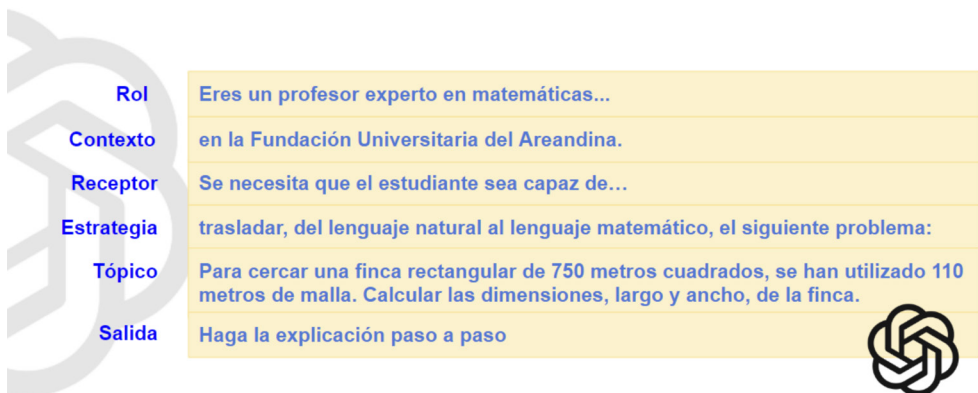 Rol Eres un profesor experto en matemáticas...
Contexto en la Fundación Universitaria del Areandina.
Receptor Se necesita que el estudiante sea capaz de…
Estrategia trasladar, del lenguaje natural al lenguaje matemático, el siguiente problema:
Tópico Para cercar una finca rectangular de 750 metros cuadrados, se han utilizado 110
metros de malla. Calcular las dimensiones, largo y ancho, de la finca.
Salida Haga la explicación paso a paso